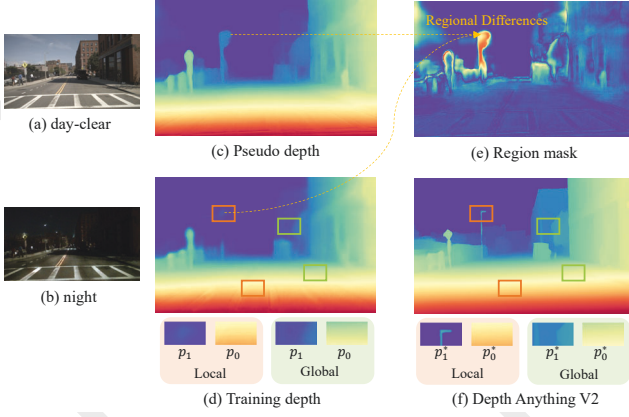 Regional Differences
(a) day-clear
(c) Pseudo depth
(e) Region mask
(b) night
p₁ p₀ p₁ p₀
Local Global
p₁* p₀* p₁* p₀*
Local Global
(d) Training depth
(f) Depth Anything V2